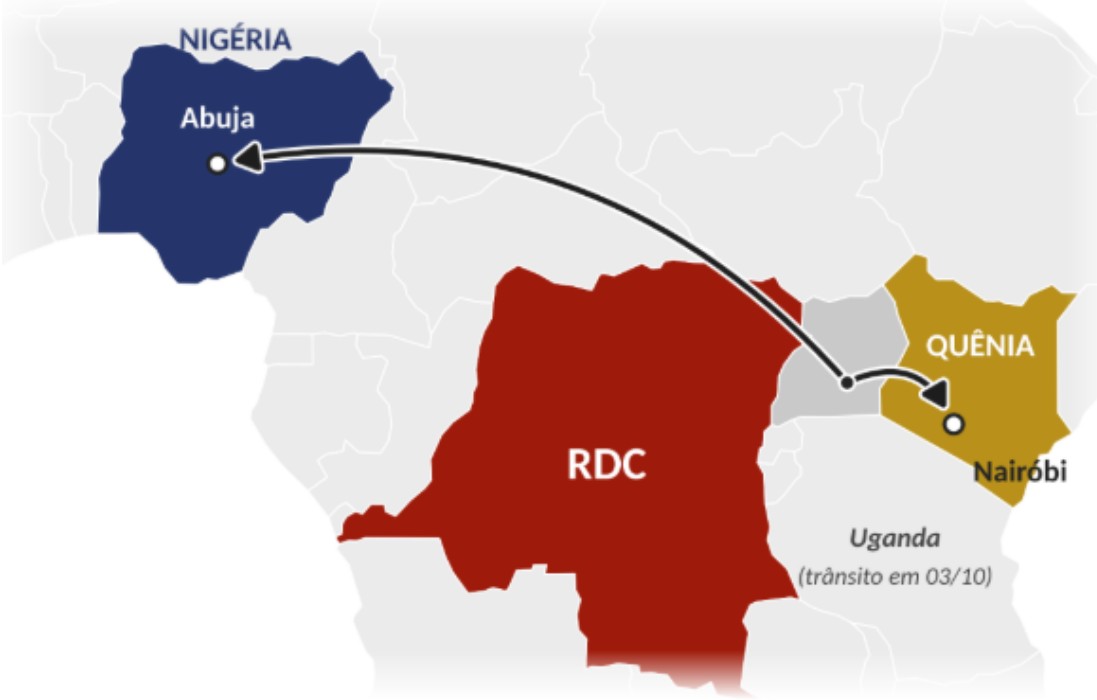 NIGÉRIA
Abuja
QUÊNIA
RDC
Nairóbi
Uganda
(trânsito em 03/10)